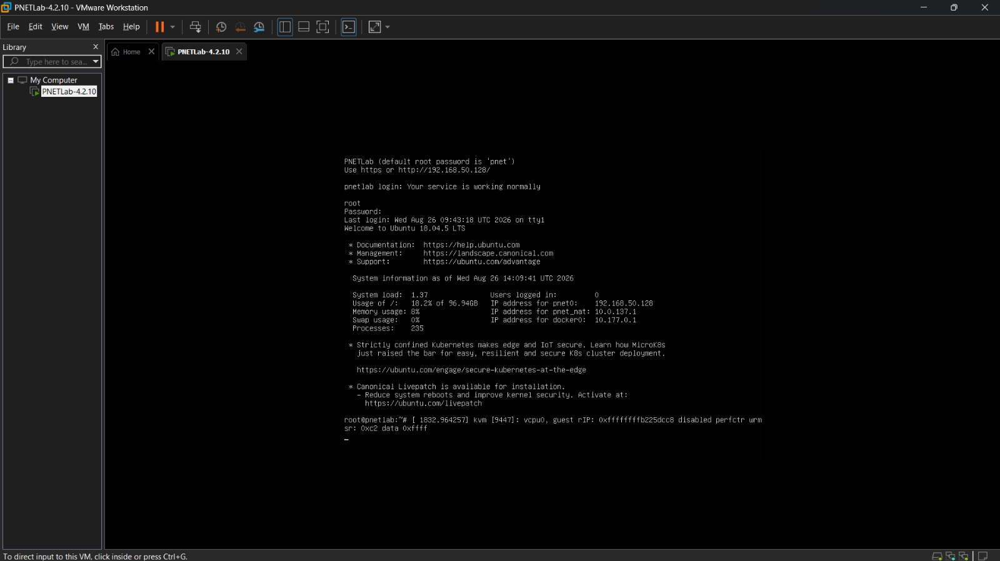 PNETLab-4.2.10 - VMware Workstation
File Edit View VM Tabs Help
Library
Home
PNETLab-4.2.10
Type here to sea...
My Computer
PNETLab-4.2.10
PNETLab (default root password is 'pnet')
Use https or http://192.168.50.128/
pnetlab login: Your service is working normally
root
Password:
Last login: Wed Aug 26 09:43:18 UTC 2026 on tty1
Welcome to Ubuntu 18.04.5 LTS
* Documentation: https://help.ubuntu.com
* Management: https://landscape.canonical.com
* Support: https://ubuntu.com/advantage
System information as of Wed Aug 26 14:09:41 UTC 2026
System load: 1.37 Users logged in: 0
Usage of /: 18.2% of 96.94GB IP address for pnet0: 192.168.50.128
Memory usage: 8% IP address for pnet_nat: 10.0.137.1
Swap usage: 0% IP address for docker0: 10.177.0.1
Processes: 235
* Strictly confined Kubernetes makes edge and IoT secure. Learn how MicroK8s
just raised the bar for easy, resilient and secure K8s cluster deployment.
https://ubuntu.com/engage/secure-kubernetes-at-the-edge
* Canonical Livepatch is available for installation.
- Reduce system reboots and improve kernel security. Activate at:
https://ubuntu.com/livepatch
root@pnetlab:~# [ 1832.964257] kvm [9447]: vcpu0, guest rIP: 0xffffffffb225dcc8 disabled perfctr wrm
sr: 0xc2 data 0xffff
_
To direct input to this VM, click inside or press Ctrl+G.